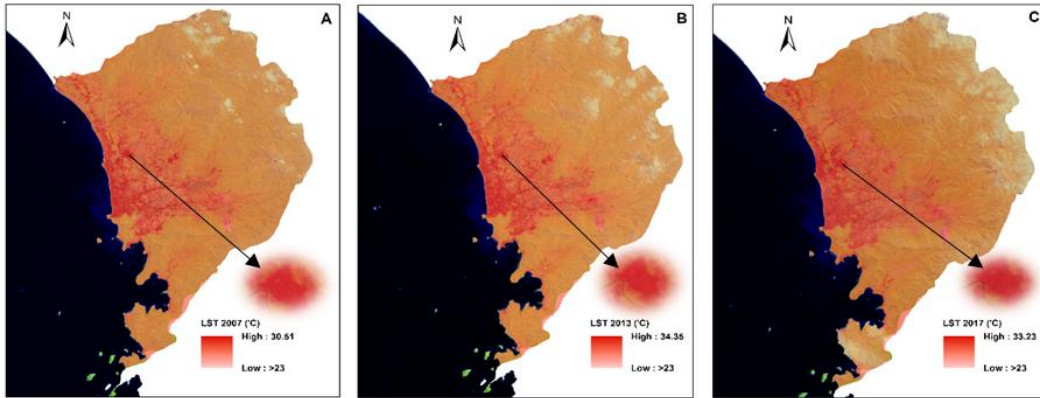 A
N
LST 2007 (°C)
High : 30.51
Low : >23
B
N
LST 2013 (°C)
High : 34.35
Low : >23
C
N
LST 2017 (°C)
High : 33.23
Low : >23